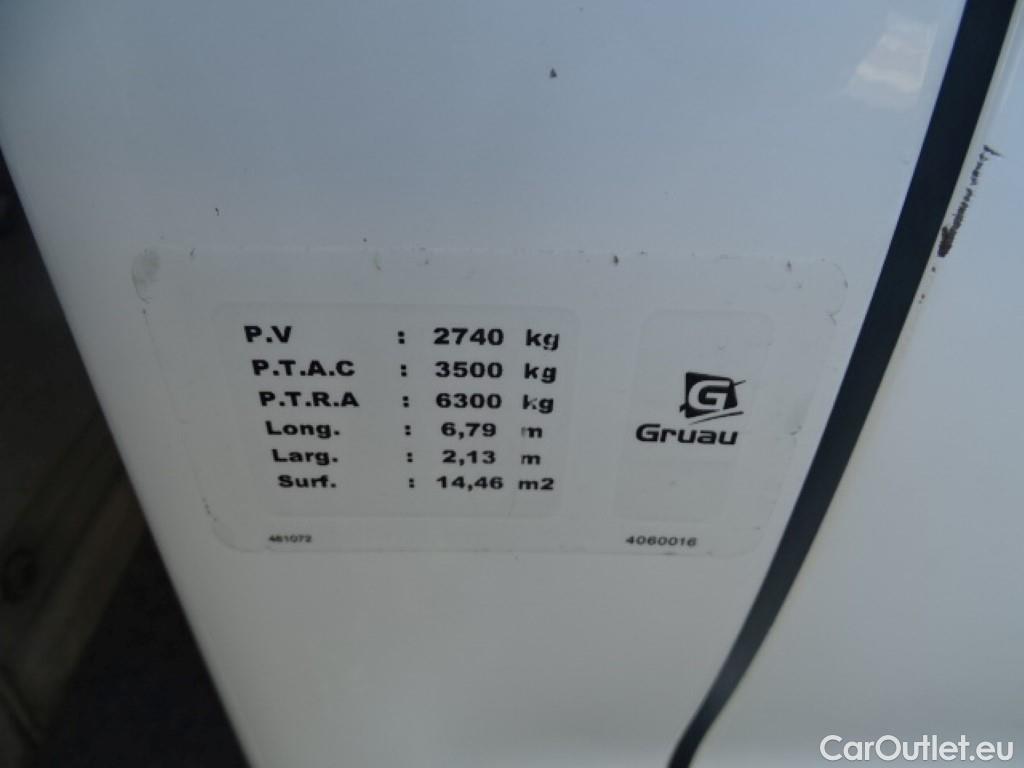 P.V : 2740 kg
P.T.A.C : 3500 kg
P.T.R.A : 6300 kg
Long. : 6,79 m
Larg. : 2,13 m
Surf. : 14,46 m2
G
Gruau
461072
4060016
CarOutlet.eu